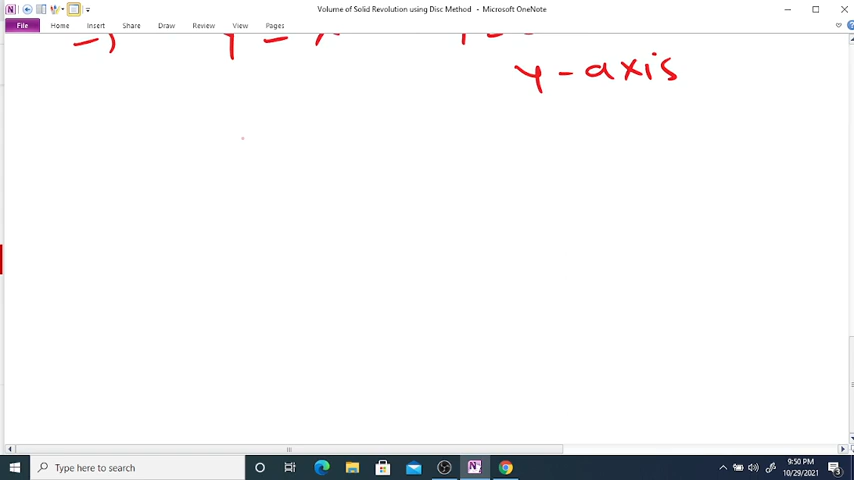 Volume of Solid Revolution using Disc Method - Microsoft OneNote
File Home Insert Share Draw Review View Pages
y - axis
Type here to search
9:50 PM
10/29/2021
3